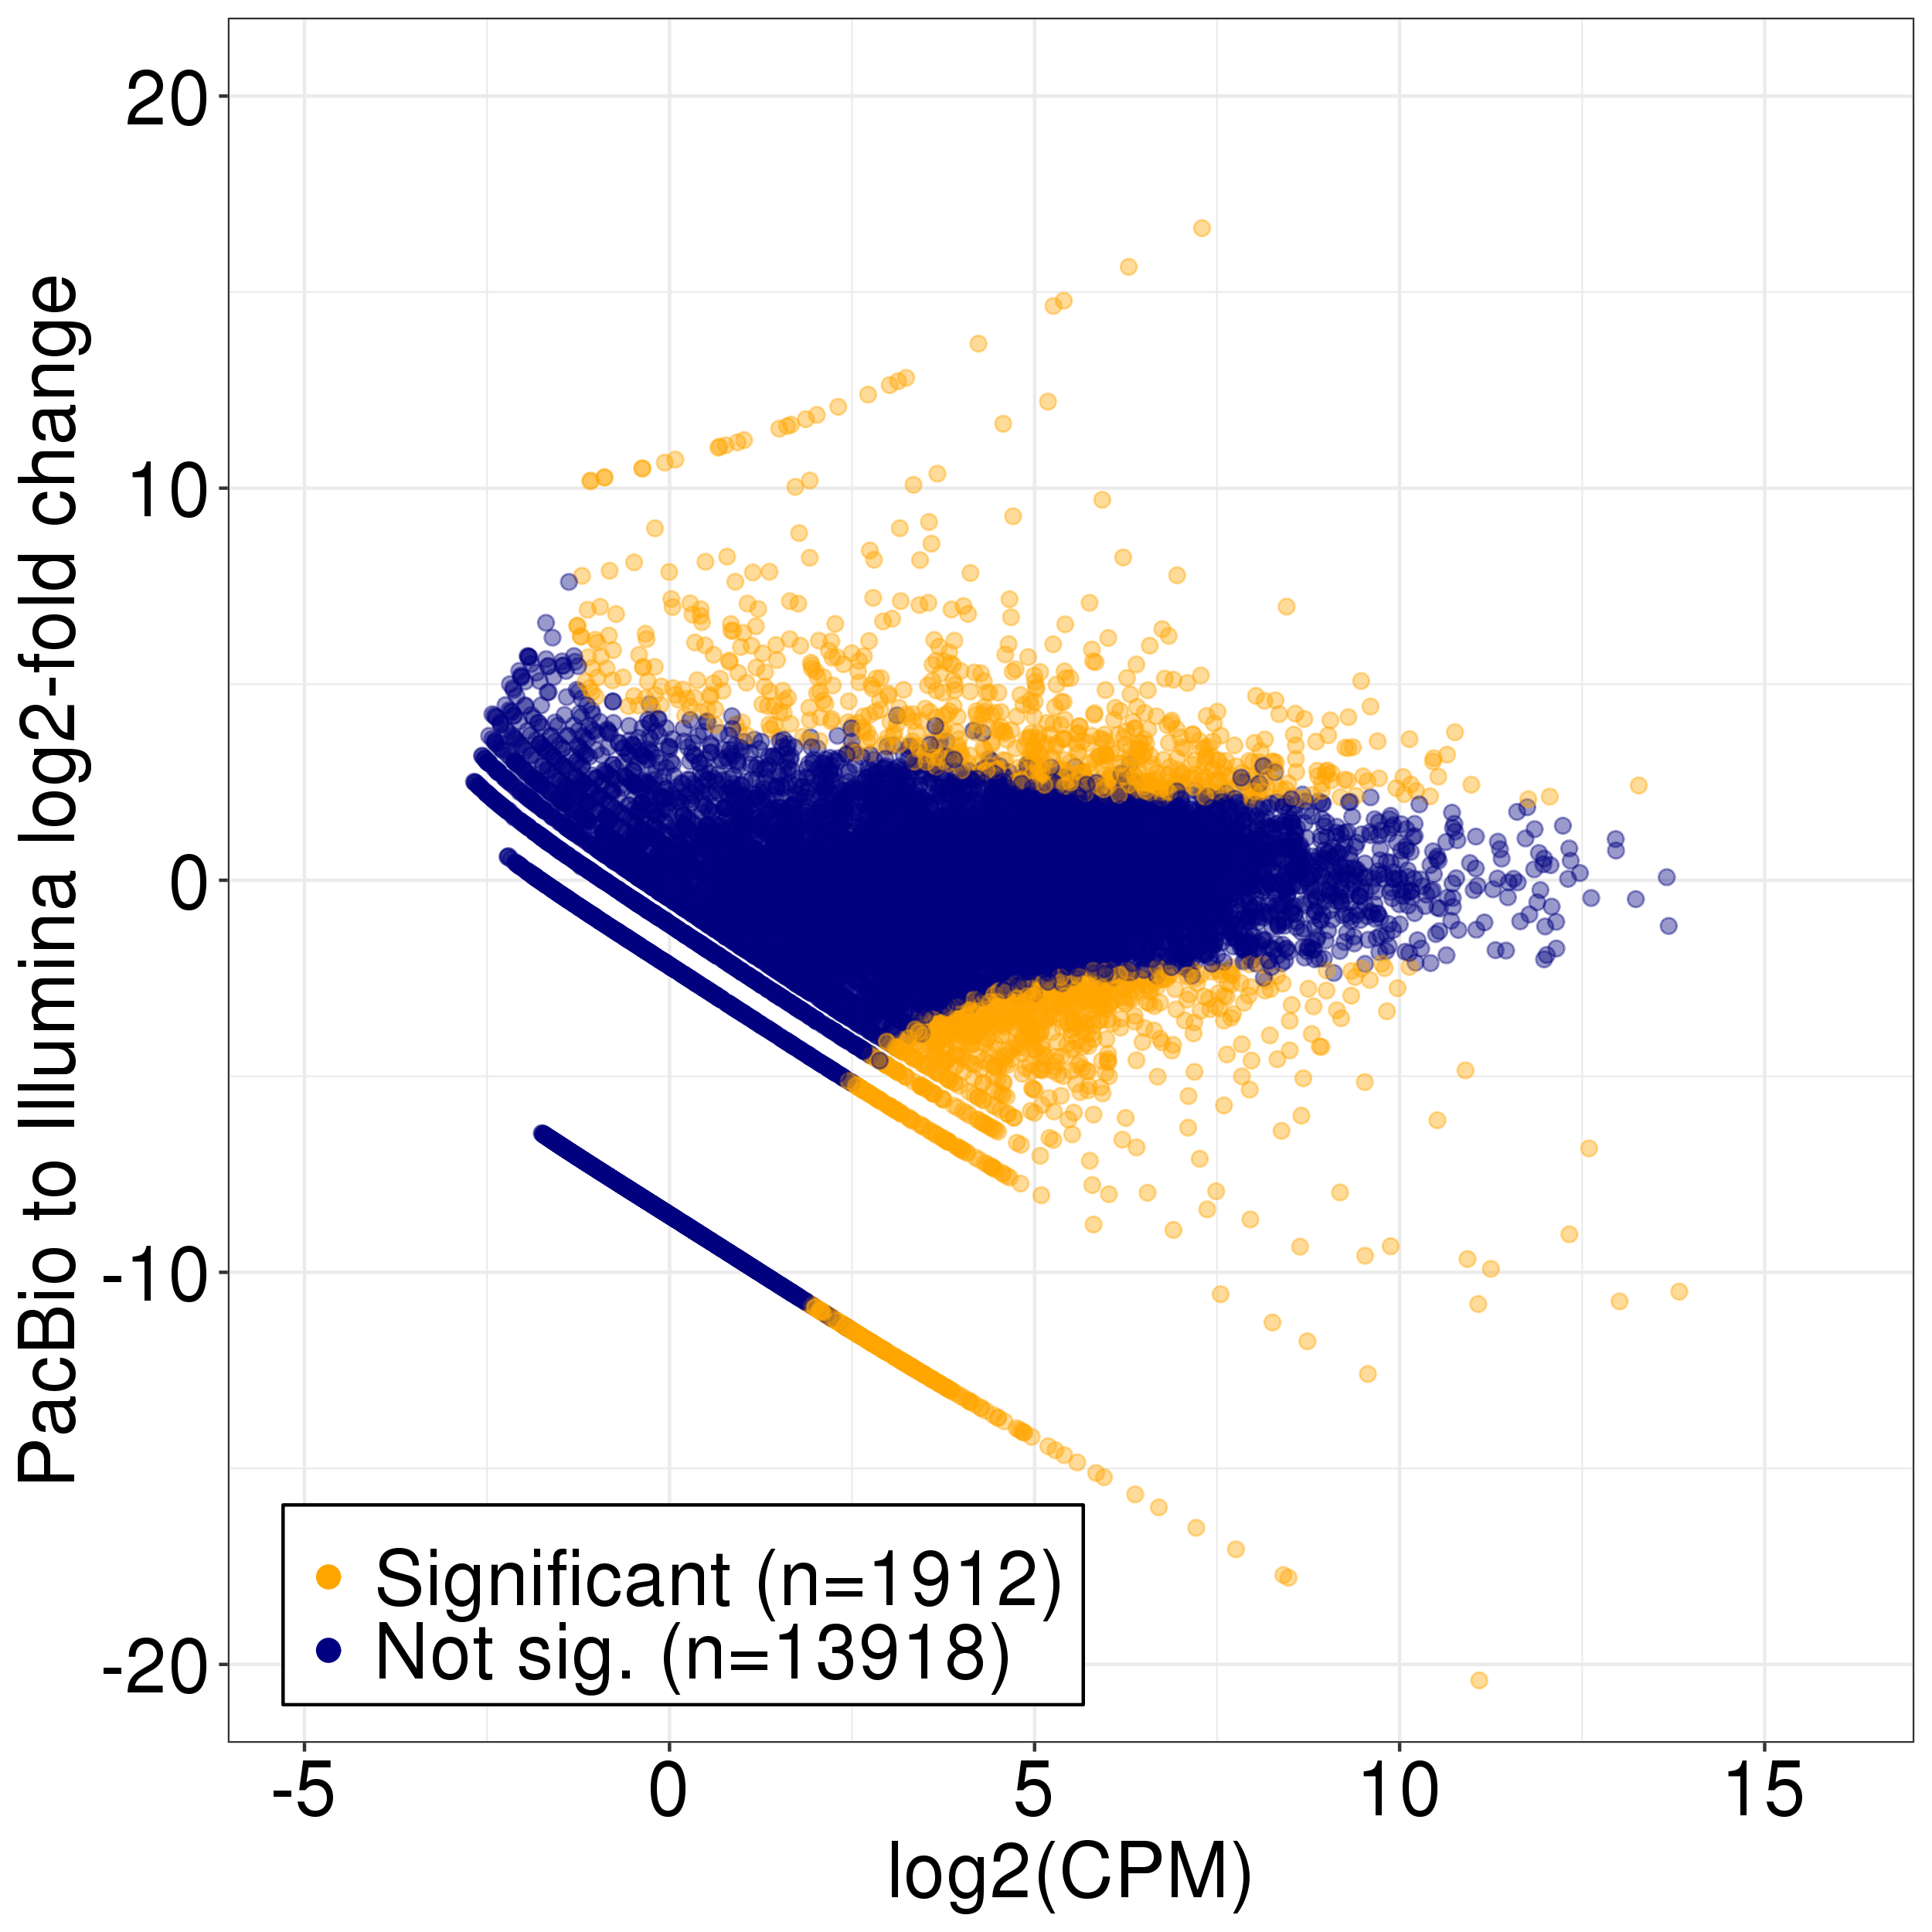 PacBio to Illumina log2-fold change
20
10
0
-10
-20
Significant (n=1912)
Not sig. (n=13918)
-5
0
5
10
15
log2(CPM)